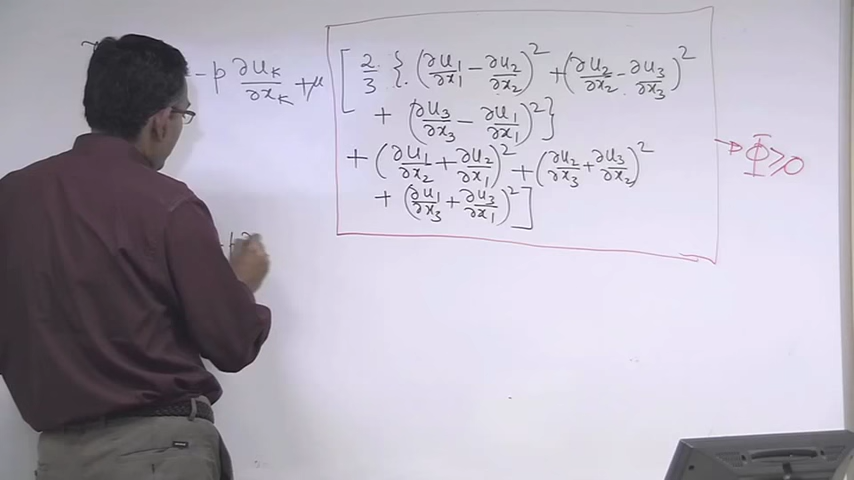 - p ∂u_K/∂x_K + μ [ 2/3 { (∂u_1/∂x_1 - ∂u_2/∂x_2)^2 + (∂u_2/∂x_2 - ∂u_3/∂x_3)^2
+ (∂u_3/∂x_3 - ∂u_1/∂x_1)^2 }
+ (∂u_1/∂x_2 + ∂u_2/∂x_1)^2 + (∂u_2/∂x_3 + ∂u_3/∂x_2)^2 → Φ ≥ 0
+ (∂u_1/∂x_3 + ∂u_3/∂x_1)^2 ]